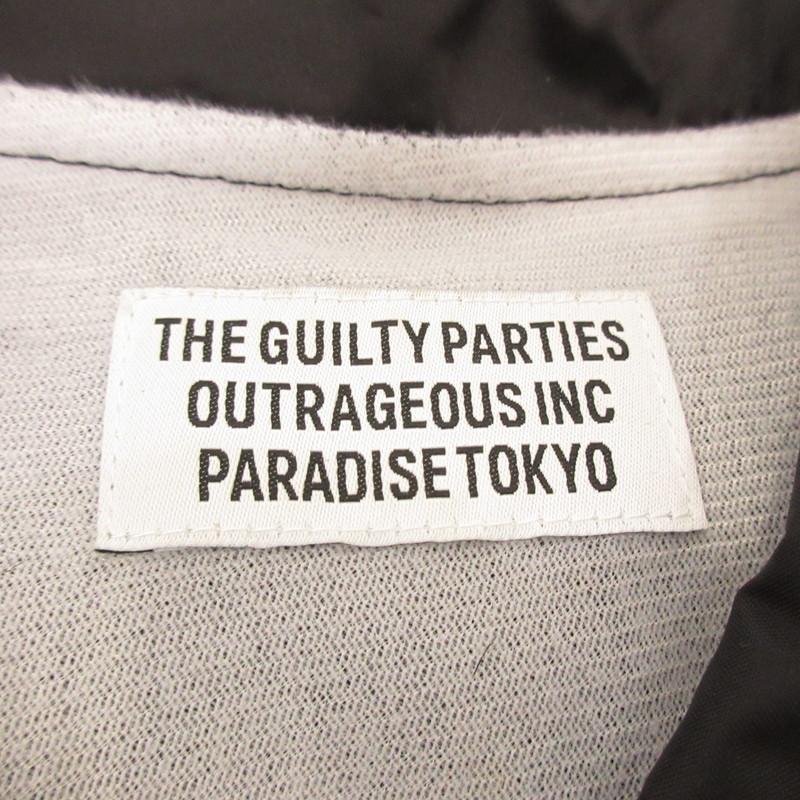 THE GUILTY PARTIES
OUTRAGEOUS INC
PARADISE TOKYO